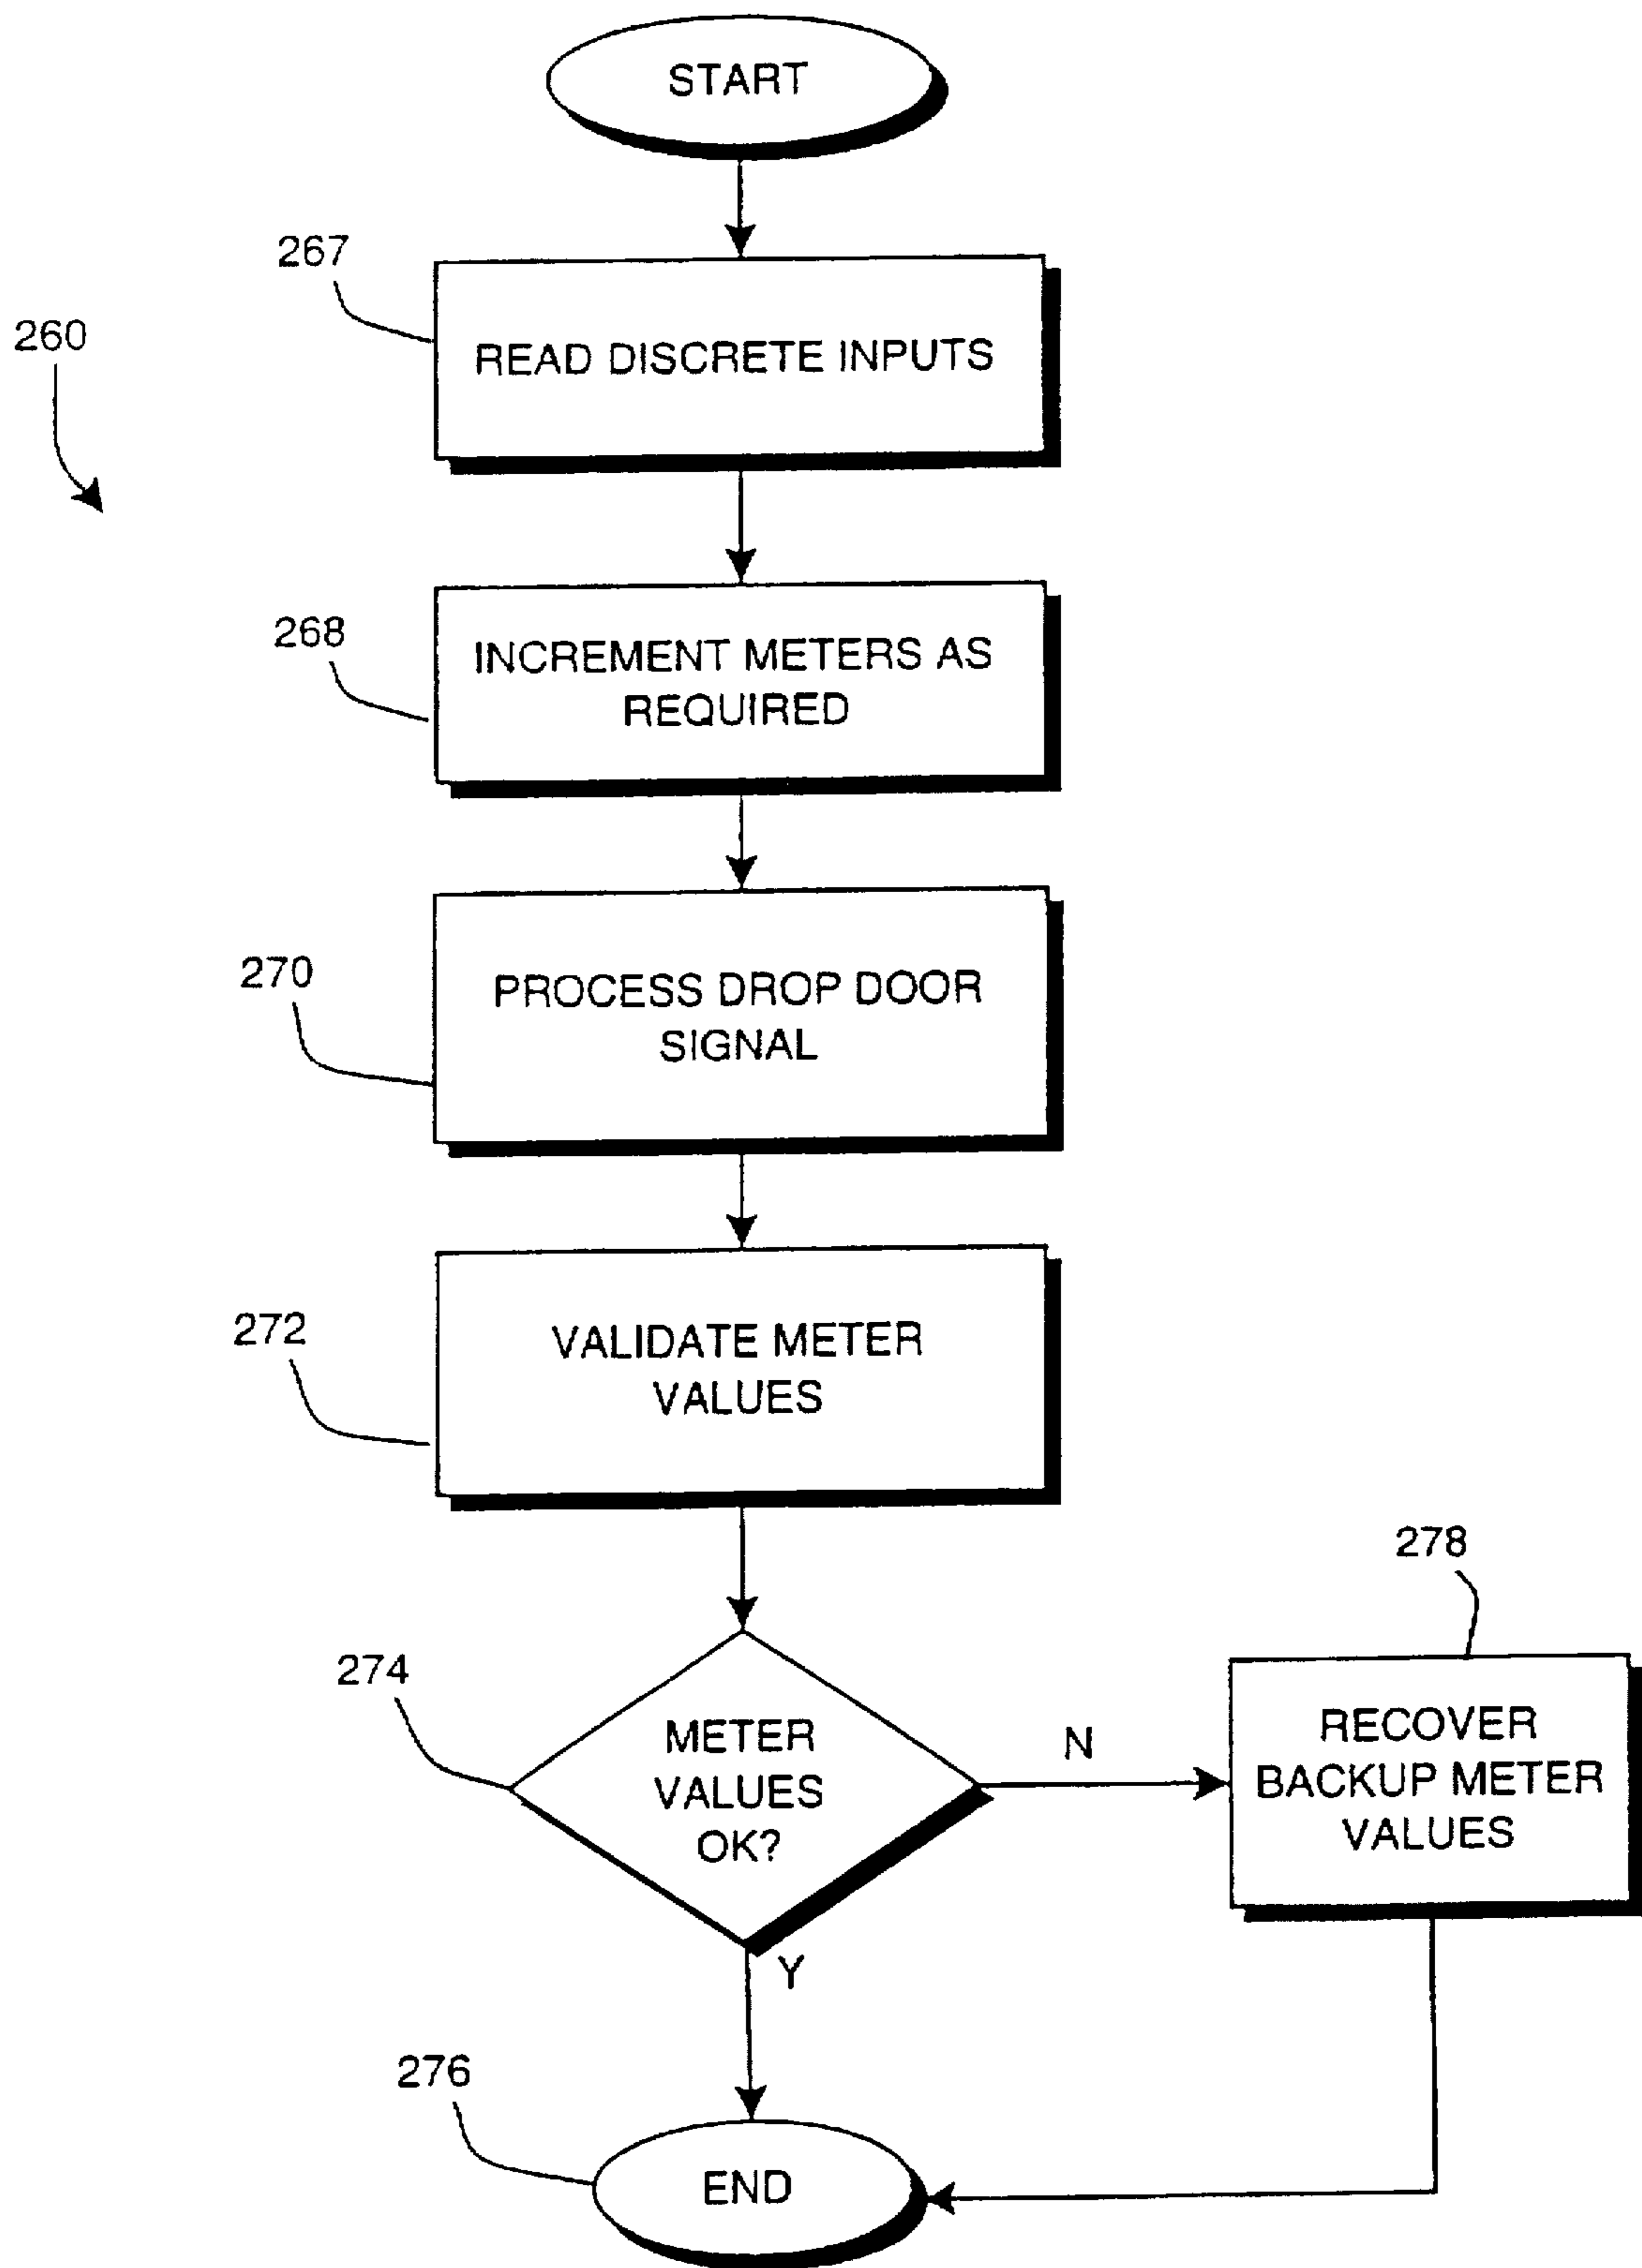 START
267
260
READ DISCRETE INPUTS
268
INCREMENT METERS AS
REQUIRED
270
PROCESS DROP DOOR
SIGNAL
272
VALIDATE METER
VALUES
278
274
METER
VALUES
OK?
N
RECOVER
BACKUP METER
VALUES
Y
276
END